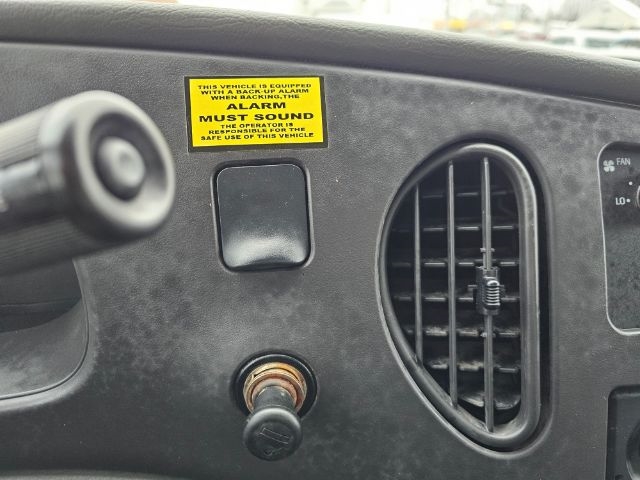 THIS VEHICLE IS EQUIPPED
WITH A BACK-UP ALARM
WHEN BACKING,THE
ALARM
MUST SOUND
THE OPERATOR IS
RESPONSIBLE FOR THE
SAFE USE OF THIS VEHICLE
FAN
LO